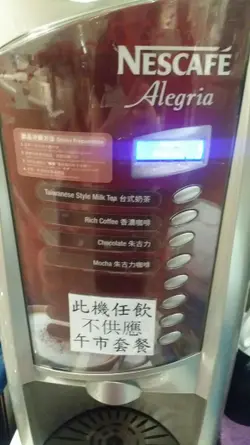 NESCAFÉ
Alegria
Taiwanese Style Milk Tea 台式奶茶
Rich Coffee 香濃咖啡
Chocolate 朱古力
Mocha 朱古力咖啡
此機任飲
不供應
午市套餐